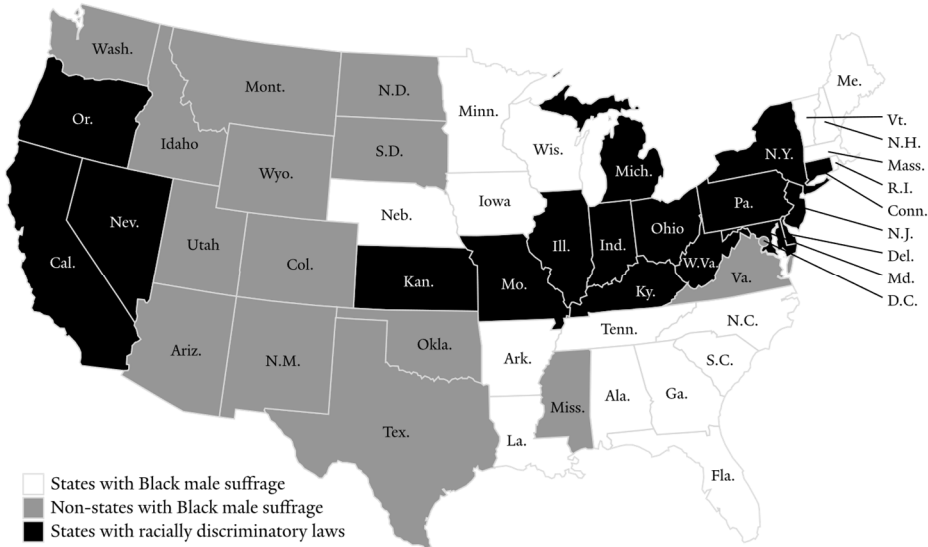 Wash.
Mont.
N.D.
Minn.
Me.
Or.
Idaho
S.D.
Wis.
Mich.
N.Y.
Vt.
N.H.
Mass.
R.I.
Conn.
N.J.
Del.
Md.
D.C.
Wyo.
Neb.
Iowa
Pa.
Nev.
Utah
Col.
Ill.
Ind.
Ohio
Cal.
Kan.
Mo.
W.Va.
Va.
Ky.
Ariz.
N.M.
Okla.
Ark.
Tenn.
N.C.
S.C.
Tex.
Miss.
Ala.
Ga.
La.
Fla.
States with Black male suffrage
Non-states with Black male suffrage
States with racially discriminatory laws